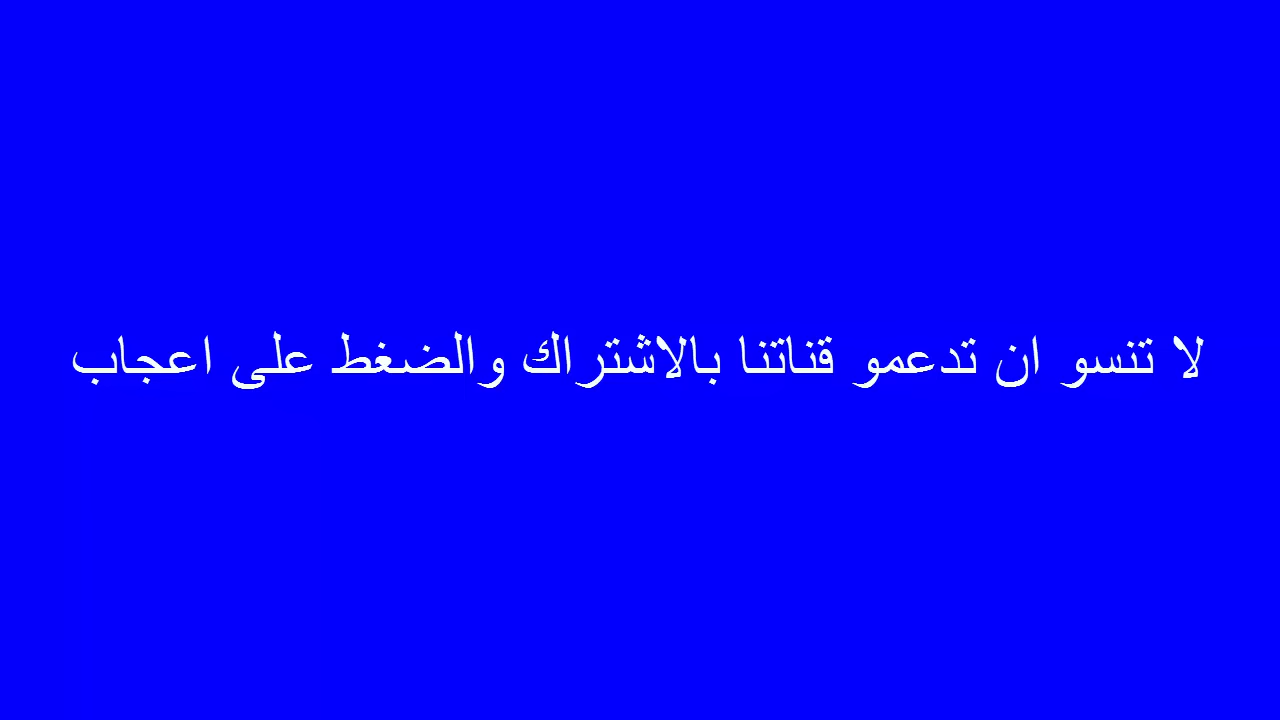 لا تنسو ان تدعمو قناتنا بالاشتراك والضغط على اعجاب